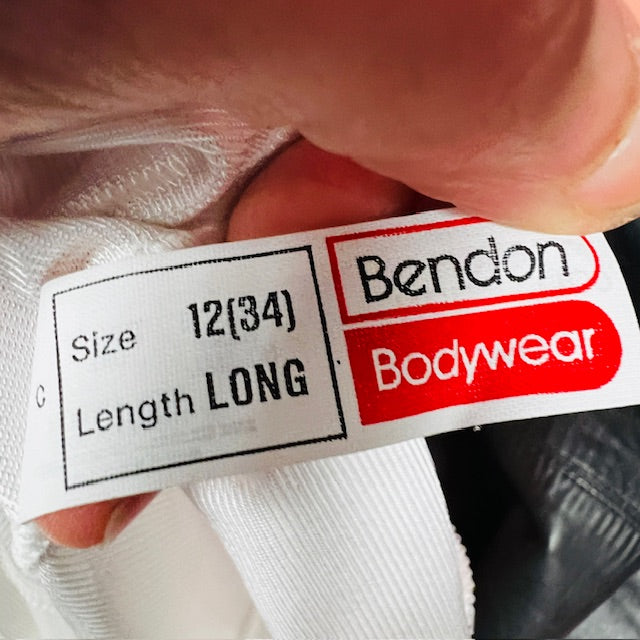 Size 12(34)
Length LONG
Bendon
Bodywear